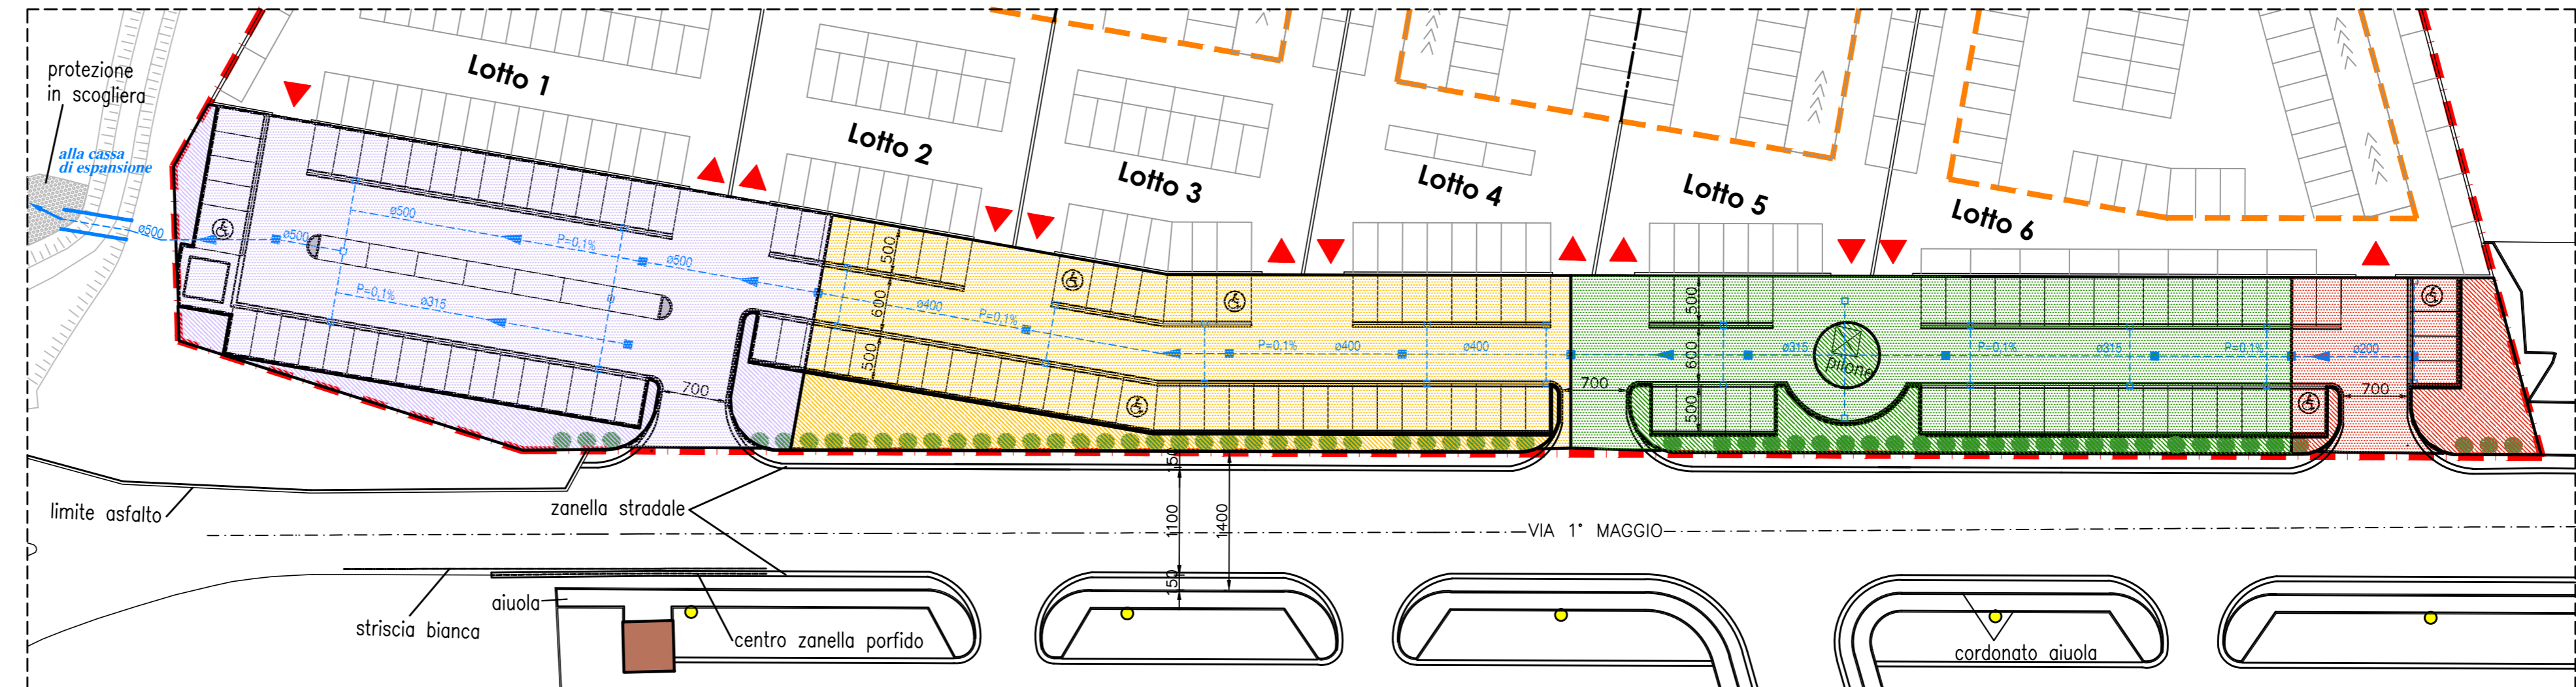 protezione
in scogliera
alla cassa
di espansione
ø500
ø500
ø500
P=0,1%
ø500
P=0,1%
ø315
Lotto 1
Lotto 2
Lotto 3
Lotto 4
Lotto 5
Lotto 6
500
600
500
ø400
P=0,1%
P=0,1%
ø400
ø400
500
600
500
ø315
pilone
P=0,1%
ø315
P=0,1%
ø200
700
700
700
150
1100
1400
150
limite asfalto
zanella stradale
VIA 1° MAGGIO
aiuola
striscia bianca
centro zanella porfido
cordonato aiuola